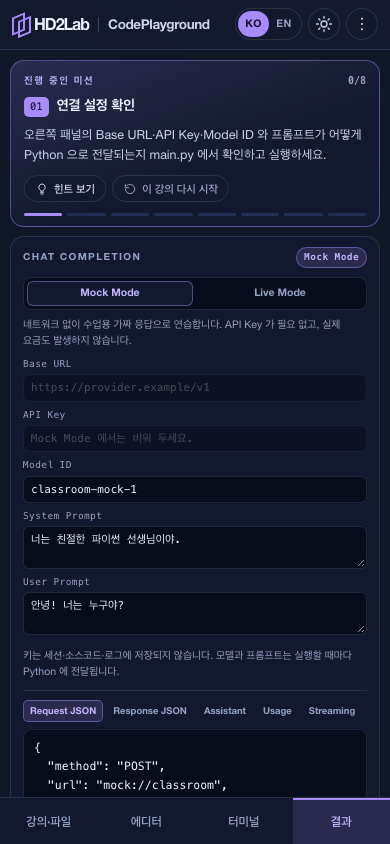 HD2Lab CodePlayground KO EN
진행 중인 미션 0/8
01 연결 설정 확인
오른쪽 패널의 Base URL·API Key·Model ID 와 프롬프트가 어떻게
Python 으로 전달되는지 main.py 에서 확인하고 실행하세요.
힌트 보기 이 강의 다시 시작
CHAT COMPLETION Mock Mode
Mock Mode Live Mode
네트워크 없이 수업용 가짜 응답으로 연습합니다. API Key 가 필요 없고, 실제
요금도 발생하지 않습니다.
Base URL
https://provider.example/v1
API Key
Mock Mode 에서는 비워 두세요.
Model ID
classroom-mock-1
System Prompt
너는 친절한 파이썬 선생님이야.
User Prompt
안녕! 너는 누구야?
키는 세션·소스코드·로그에 저장되지 않습니다. 모델과 프롬프트는 실행할 때마다
Python 에 전달됩니다.
Request JSON Response JSON Assistant Usage Streaming
{
"method": "POST",
"url": "mock://classroom",
강의·파일 에디터 터미널 결과